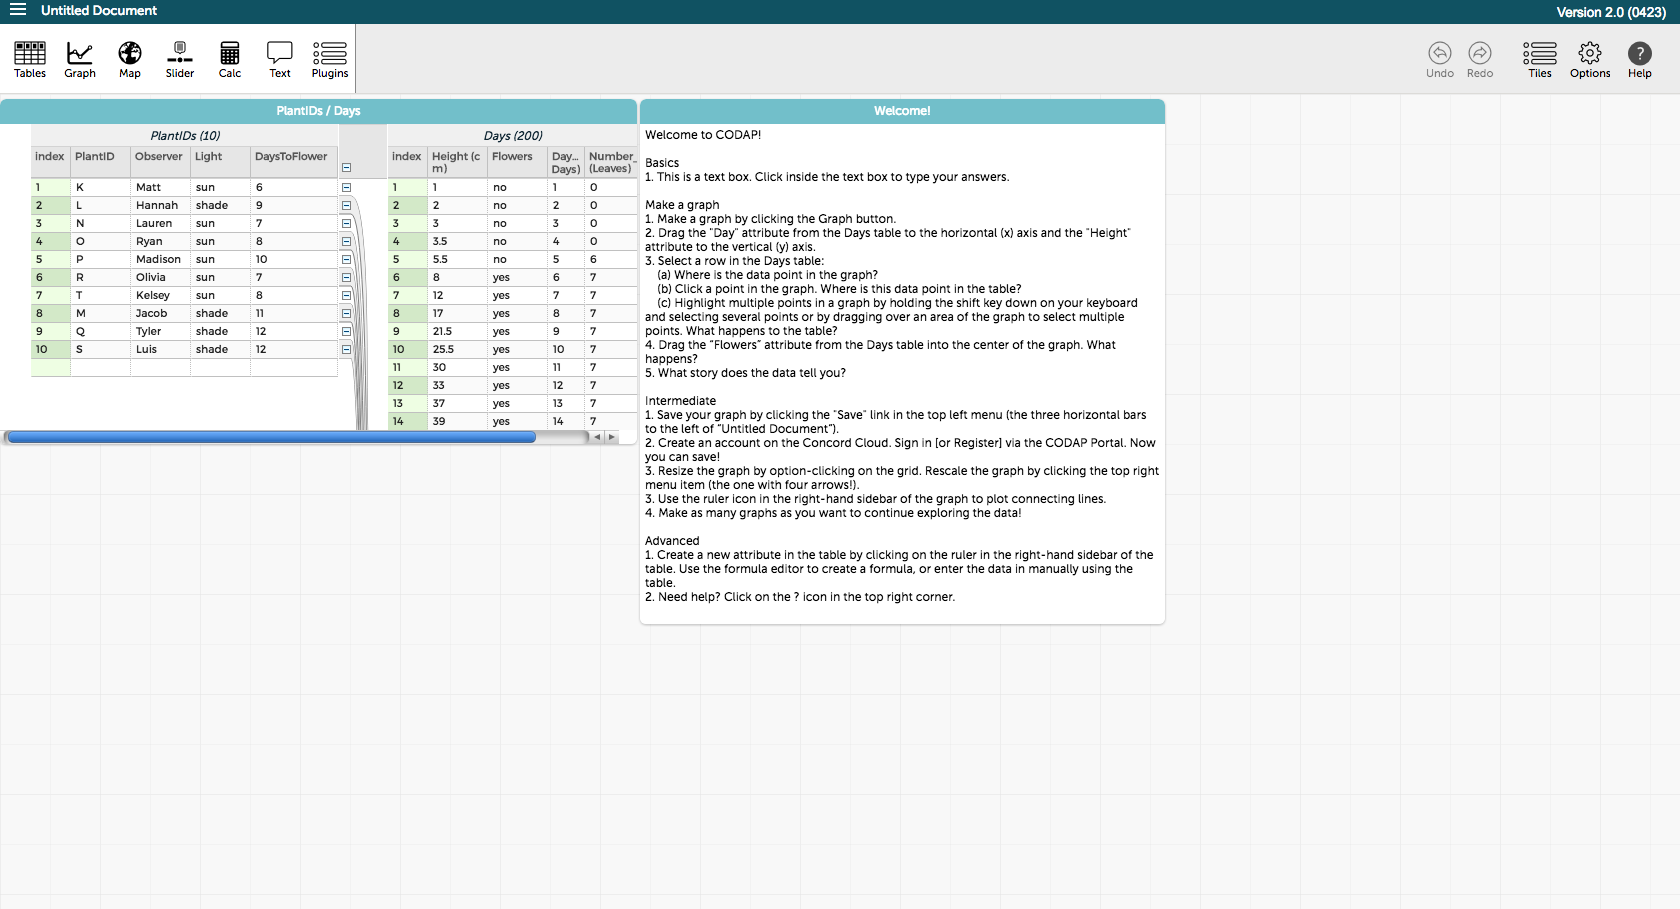 Untitled Document Version 2.0 (0423)
Tables Graph Map Slider Calc Text Plugins Undo Redo Tiles Options Help
PlantIDs / Days
PlantIDs (10) Days (200)
index PlantID Observer Light DaysToFlower index Height (c m) Flowers Day... Days) Number_ (Leaves)
1 K Matt sun 6 1 1 no 1 0
2 L Hannah shade 9 2 2 no 2 0
3 N Lauren sun 7 3 3 no 3 0
4 O Ryan sun 8 4 3.5 no 4 0
5 P Madison sun 10 5 5.5 no 5 6
6 R Olivia sun 7 6 8 yes 6 7
7 T Kelsey sun 8 7 12 yes 7 7
8 M Jacob shade 11 8 17 yes 8 7
9 Q Tyler shade 12 9 21.5 yes 9 7
10 S Luis shade 12 10 25.5 yes 10 7
11 30 yes 11 7
12 33 yes 12 7
13 37 yes 13 7
14 39 yes 14 7
Welcome!
Welcome to CODAP!
Basics
1. This is a text box. Click inside the text box to type your answers.
Make a graph
1. Make a graph by clicking the Graph button.
2. Drag the "Day" attribute from the Days table to the horizontal (x) axis and the "Height"
attribute to the vertical (y) axis.
3. Select a row in the Days table:
(a) Where is the data point in the graph?
(b) Click a point in the graph. Where is this data point in the table?
(c) Highlight multiple points in a graph by holding the shift key down on your keyboard
and selecting several points or by dragging over an area of the graph to select multiple
points. What happens to the table?
4. Drag the "Flowers" attribute from the Days table into the center of the graph. What
happens?
5. What story does the data tell you?
Intermediate
1. Save your graph by clicking the "Save" link in the top left menu (the three horizontal bars
to the left of "Untitled Document").
2. Create an account on the Concord Cloud. Sign in [or Register] via the CODAP Portal. Now
you can save!
3. Resize the graph by option-clicking on the grid. Rescale the graph by clicking the top right
menu item (the one with four arrows!).
3. Use the ruler icon in the right-hand sidebar of the graph to plot connecting lines.
4. Make as many graphs as you want to continue exploring the data!
Advanced
1. Create a new attribute in the table by clicking on the ruler in the right-hand sidebar of the
table. Use the formula editor to create a formula, or enter the data in manually using the
table.
2. Need help? Click on the ? icon in the top right corner.